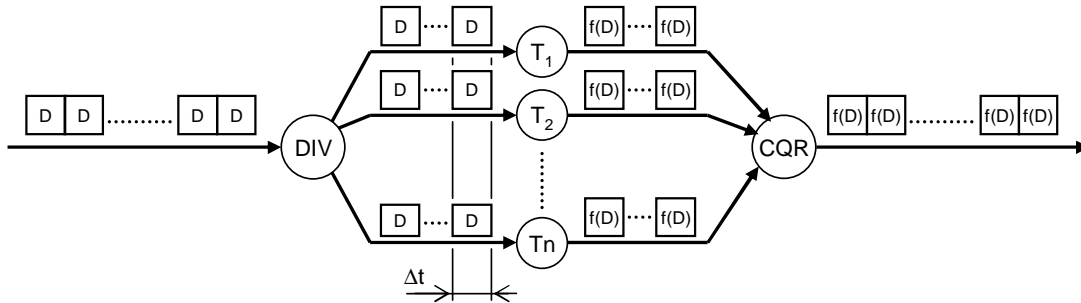 D ..... D f(D) ..... f(D)
T1
D ..... D f(D) ..... f(D)
D D .......... D D T2 f(D) f(D) .......... f(D) f(D)
DIV CQR
D ..... D f(D) ..... f(D)
Tn
Δt